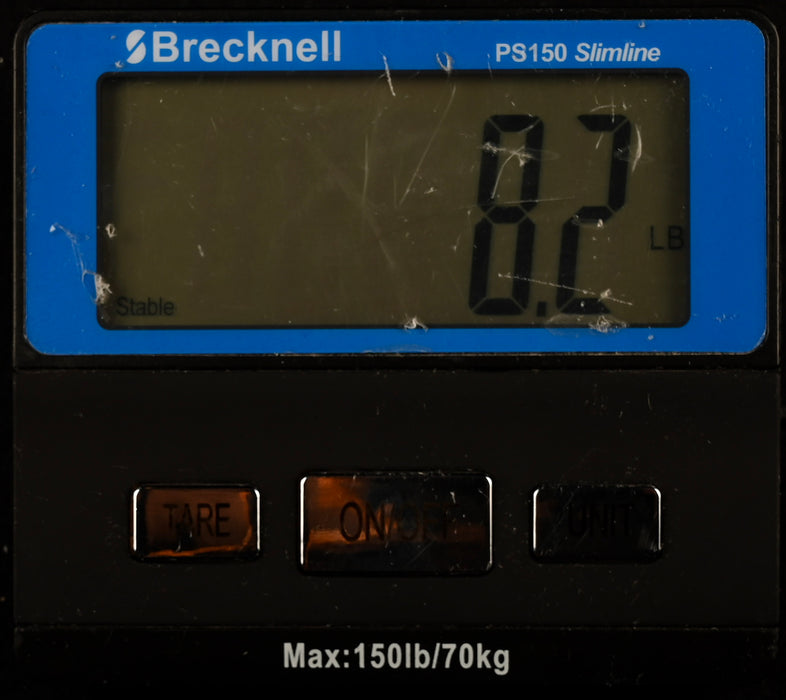 Brecknell
PS150 Slimline
8.2
LB
Stable
TARE
ON/OFF
UNIT
Max:150lb/70kg